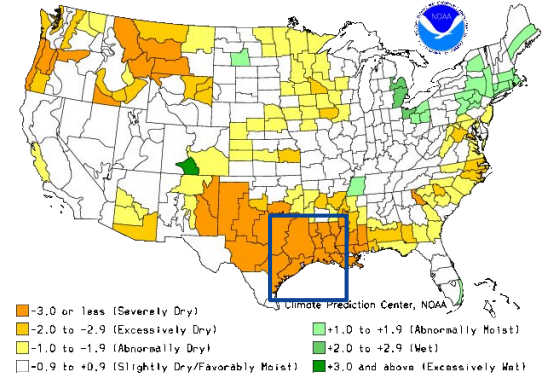 NOAA
Climate Prediction Center, NOAA
-3.0 or less (Severely Dry)
-2.0 to -2.9 (Excessively Dry)
-1.0 to -1.9 (Abnormally Dry)
-0.9 to +0.9 (Slightly Dry/Favorably Moist)
+1.0 to +1.9 (Abnormally Moist)
+2.0 to +2.9 (Wet)
+3.0 and above (Excessively Wet)